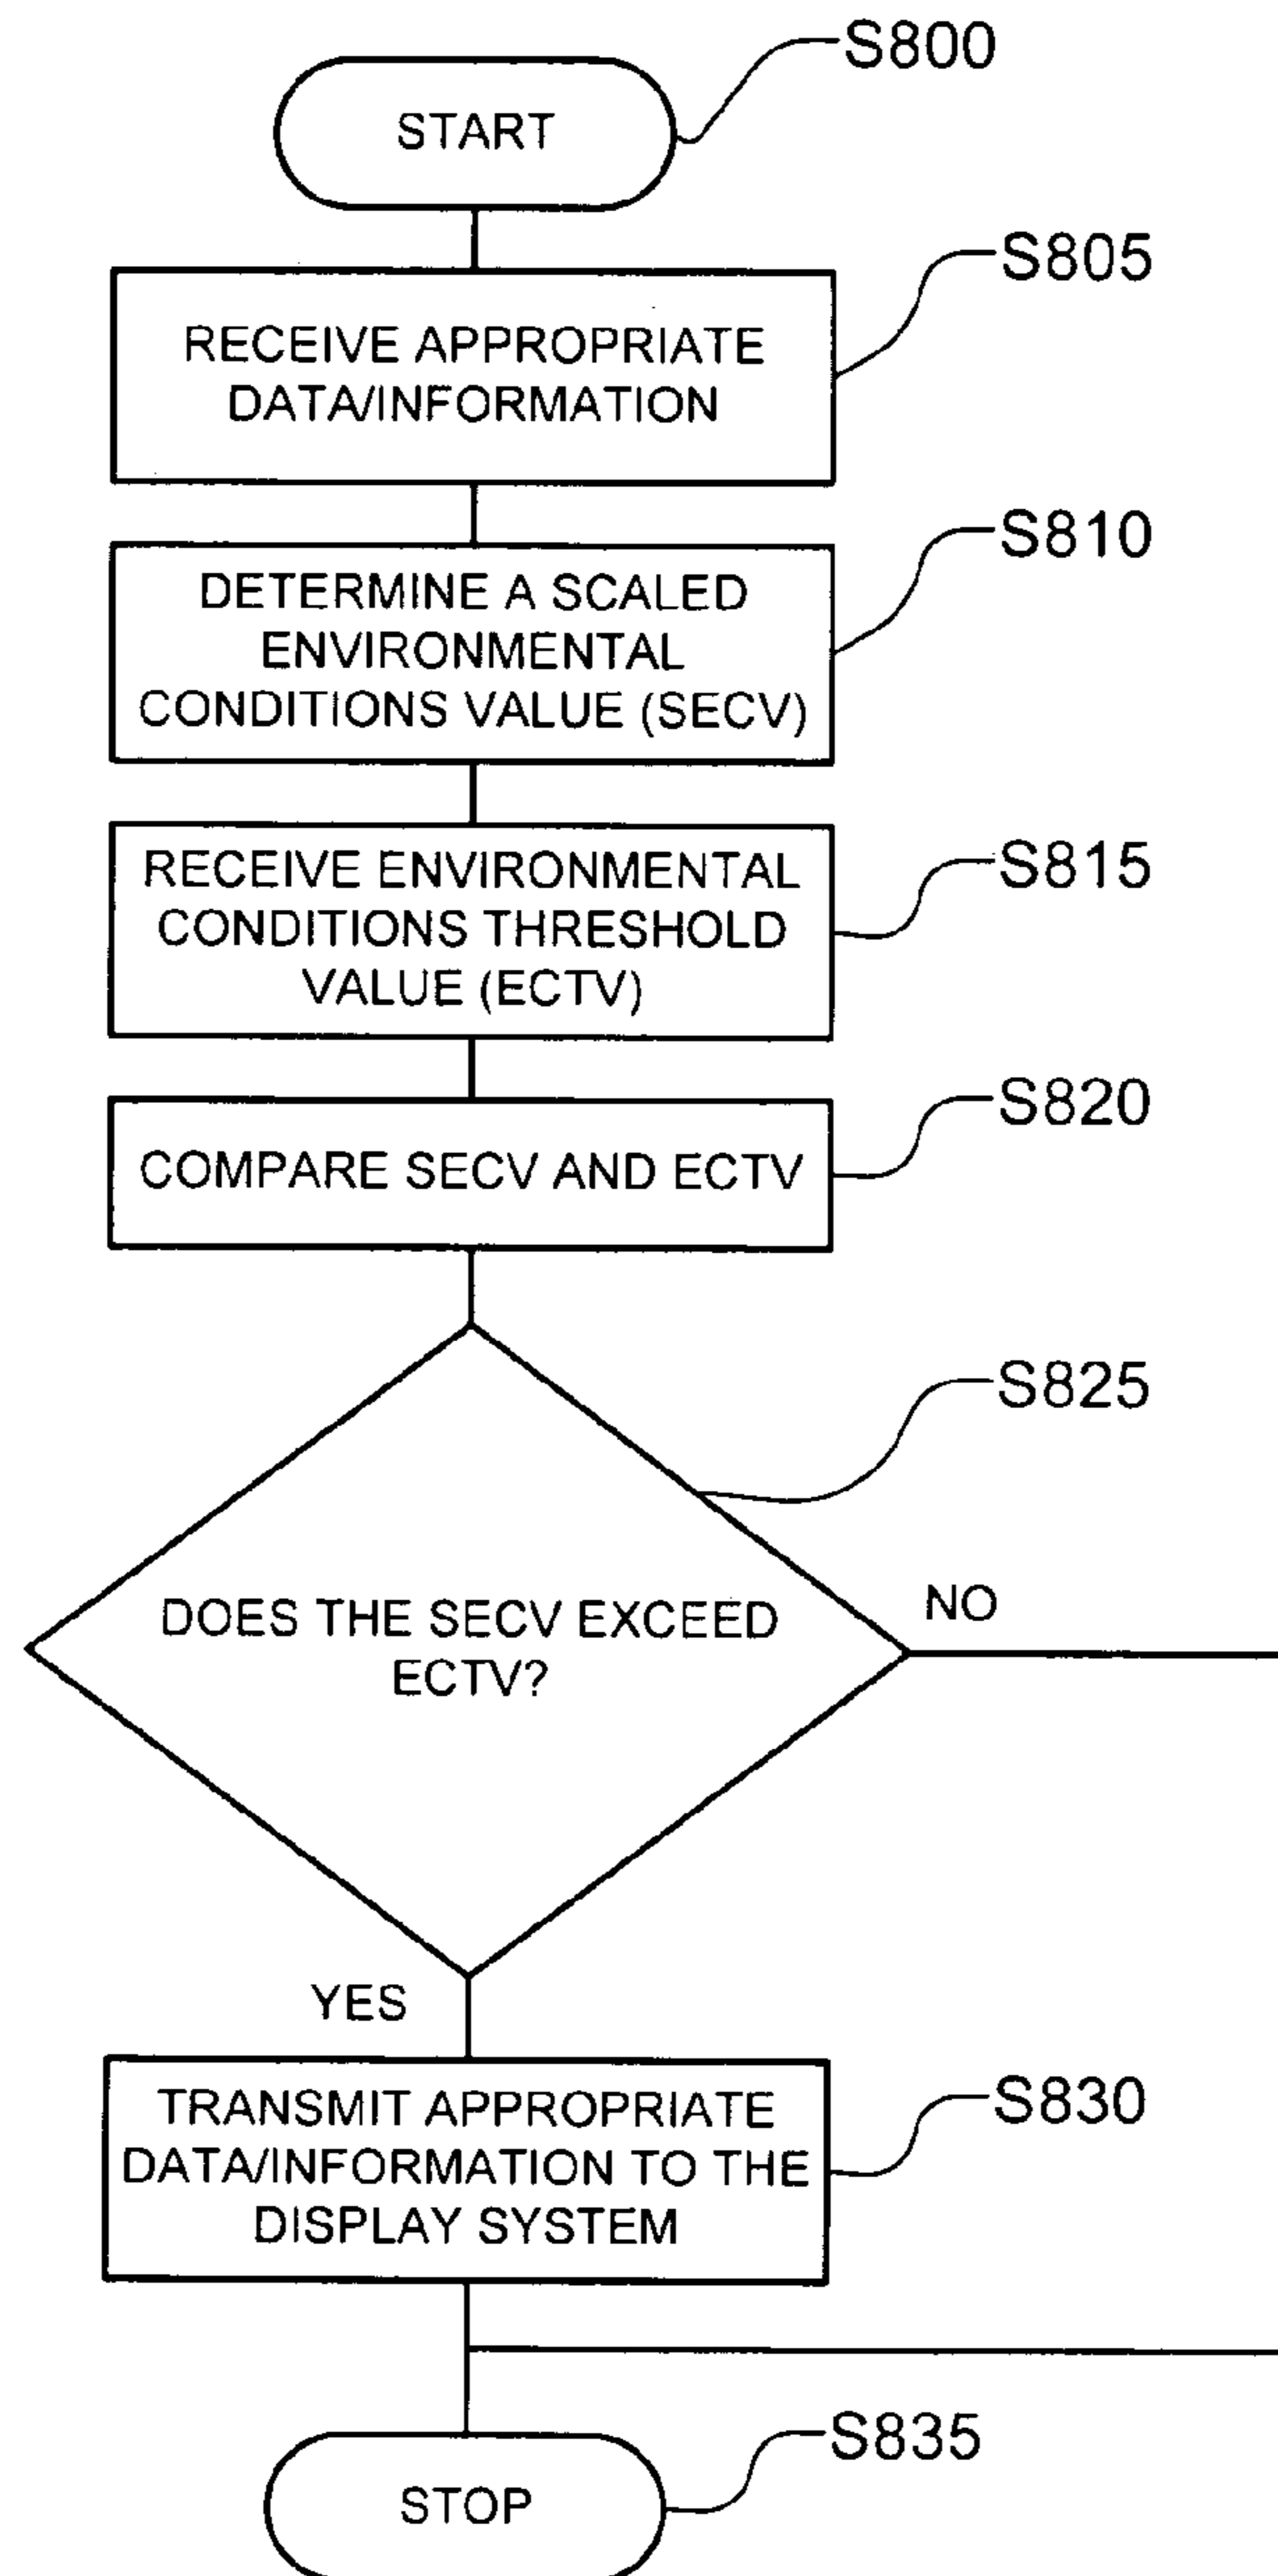 S800
START
S805
RECEIVE APPROPRIATE
DATA/INFORMATION
S810
DETERMINE A SCALED
ENVIRONMENTAL
CONDITIONS VALUE (SECV)
S815
RECEIVE ENVIRONMENTAL
CONDITIONS THRESHOLD
VALUE (ECTV)
S820
COMPARE SECV AND ECTV
S825
DOES THE SECV EXCEED
ECTV?
NO
YES
S830
TRANSMIT APPROPRIATE
DATA/INFORMATION TO THE
DISPLAY SYSTEM
S835
STOP